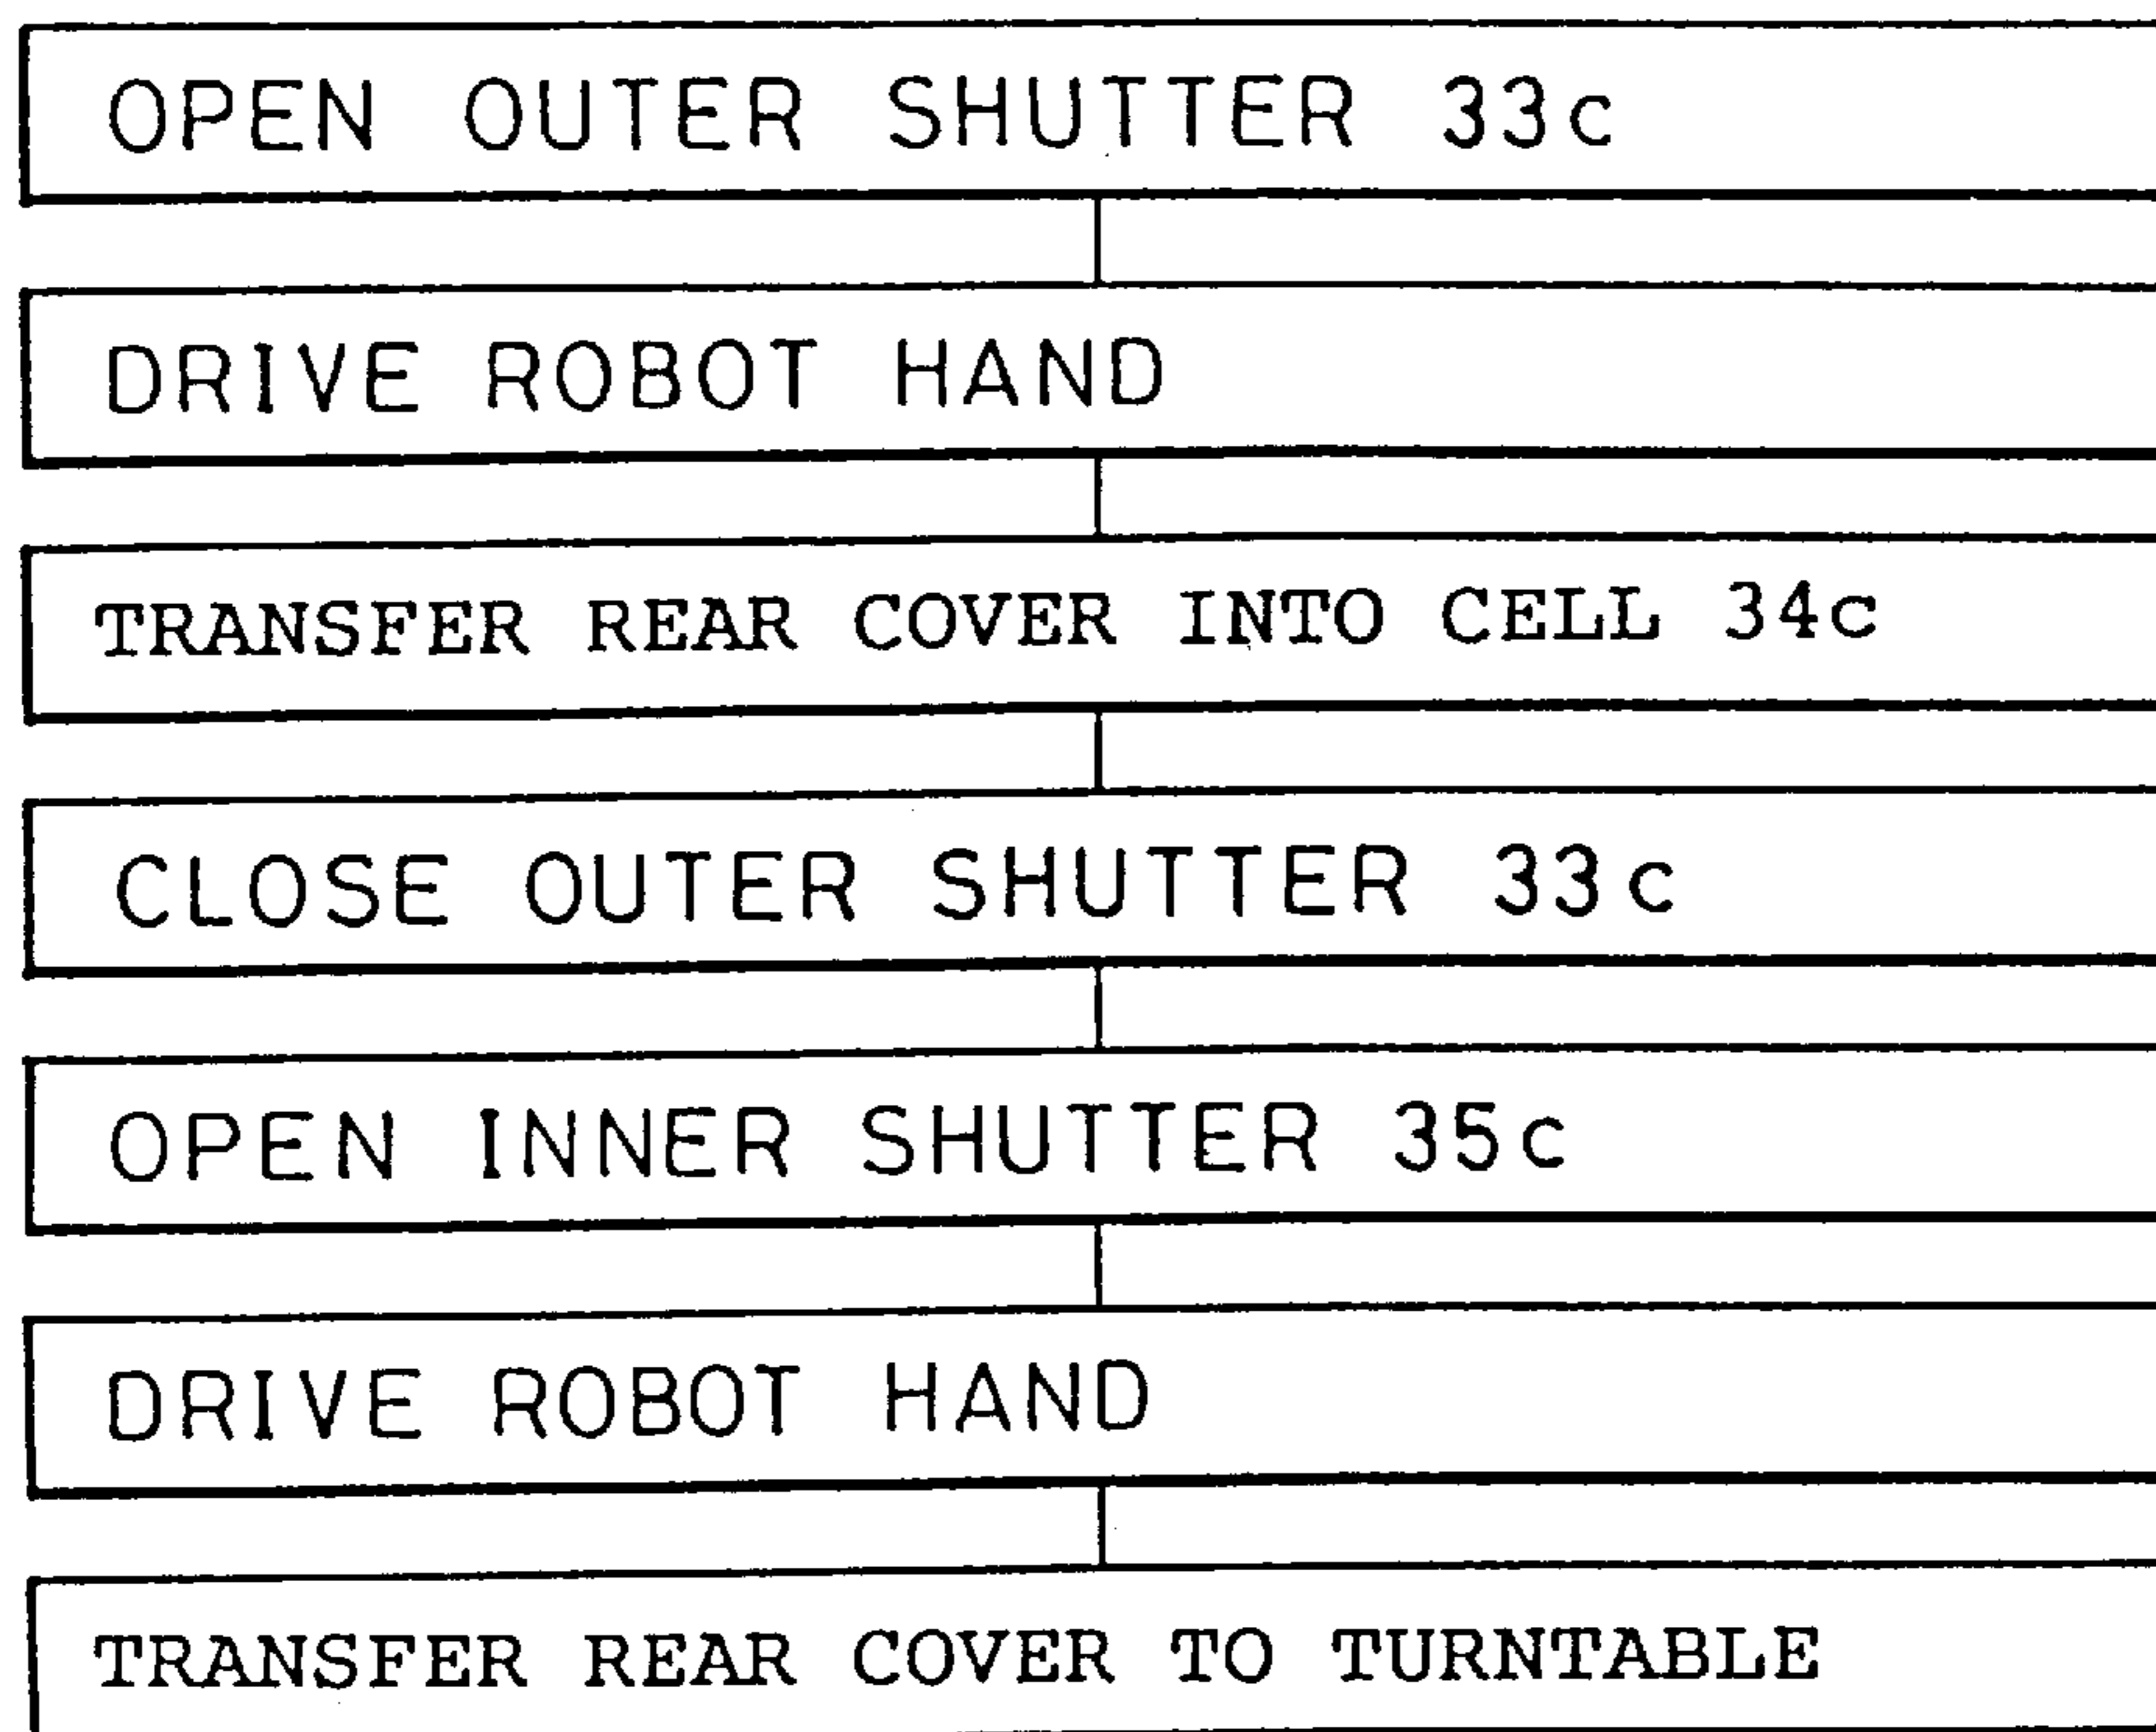 OPEN OUTER SHUTTER 33c
DRIVE ROBOT HAND
TRANSFER REAR COVER INTO CELL 34c
CLOSE OUTER SHUTTER 33c
OPEN INNER SHUTTER 35c
DRIVE ROBOT HAND
TRANSFER REAR COVER TO TURNTABLE